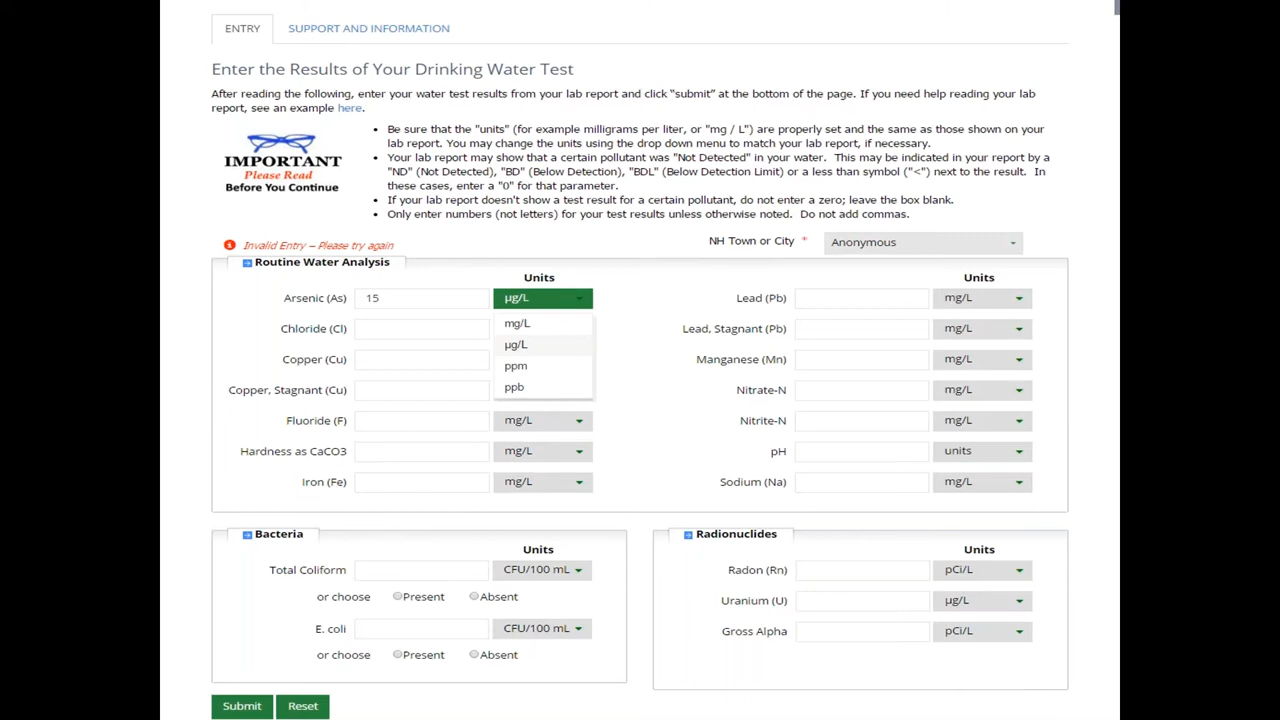 ENTRY
SUPPORT AND INFORMATION
Enter the Results of Your Drinking Water Test
After reading the following, enter your water test results from your lab report and click “submit” at the bottom of the page. If you need help reading your lab
report, see an example here.
IMPORTANT
Please Read
Before You Continue
• Be sure that the "units" (for example milligrams per liter, or "mg / L") are properly set and the same as those shown on your
lab report. You may change the units using the drop down menu to match your lab report, if necessary.
• Your lab report may show that a certain pollutant was "Not Detected" in your water. This may be indicated in your report by a
"ND" (Not Detected), "BD" (Below Detection), "BDL" (Below Detection Limit) or a less than symbol ("<") next to the result. In
these cases, enter a "0" for that parameter.
• If your lab report doesn't show a test result for a certain pollutant, do not enter a zero; leave the box blank.
• Only enter numbers (not letters) for your test results unless otherwise noted. Do not add commas.
Invalid Entry – Please try again
NH Town or City * Anonymous
Routine Water Analysis
Units
Arsenic (As) 15 µg/L
mg/L
µg/L
ppm
ppb
Chloride (Cl)
Copper (Cu)
Copper, Stagnant (Cu)
Fluoride (F) mg/L
Hardness as CaCO3 mg/L
Iron (Fe) mg/L
Units
Lead (Pb) mg/L
Lead, Stagnant (Pb) mg/L
Manganese (Mn) mg/L
Nitrate-N mg/L
Nitrite-N mg/L
pH units
Sodium (Na) mg/L
Bacteria
Units
Total Coliform CFU/100 mL
or choose Present Absent
E. coli CFU/100 mL
or choose Present Absent
Radionuclides
Units
Radon (Rn) pCi/L
Uranium (U) µg/L
Gross Alpha pCi/L
Submit Reset